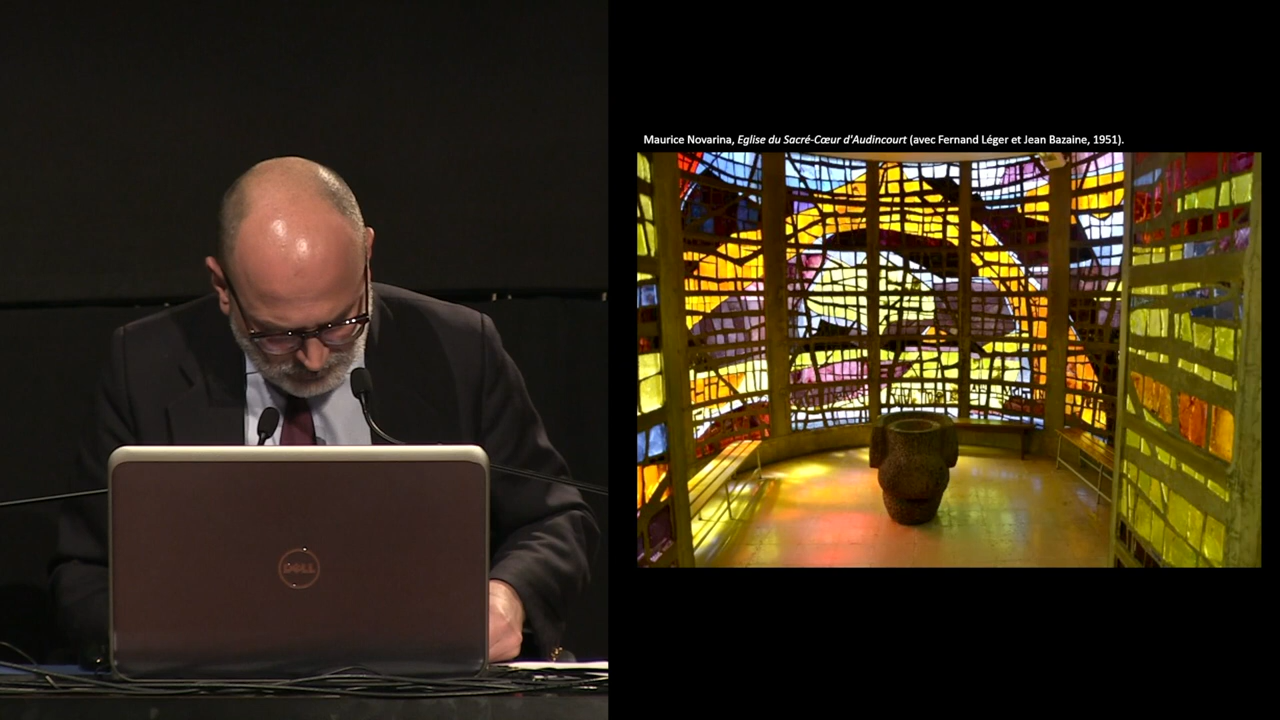 Maurice Novarina, Eglise du Sacré-Cœur d'Audincourt (avec Fernand Léger et Jean Bazaine, 1951).
DELL